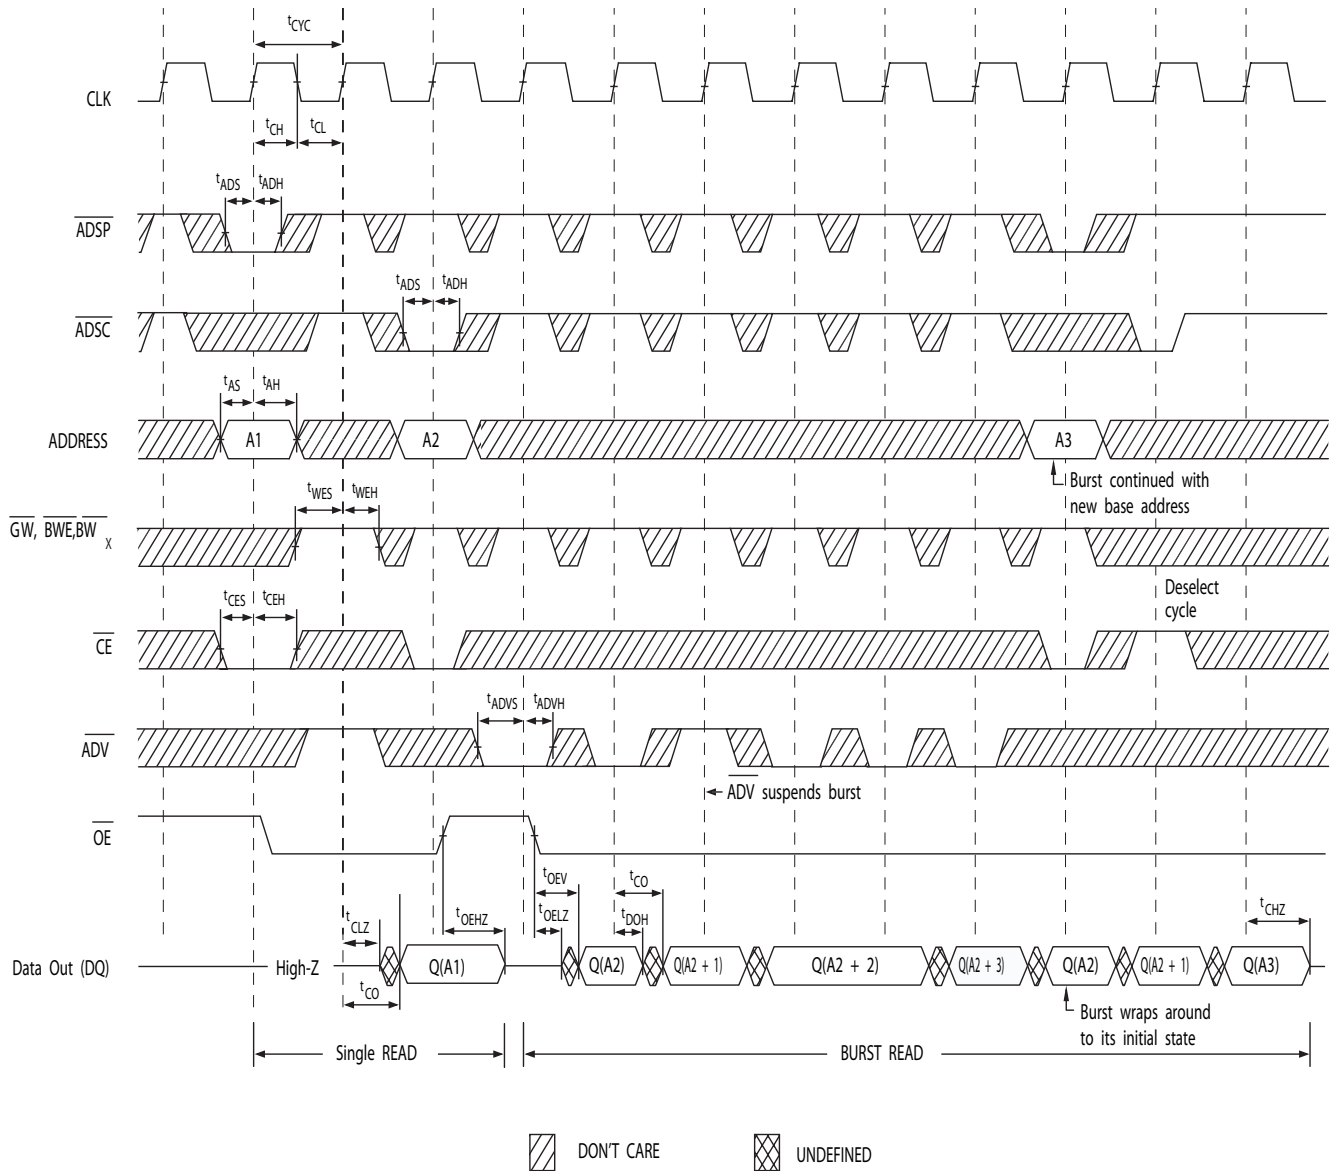 tCYC
CLK
tCH
tCL
tADS
tADH
ADSP
tADS
tADH
ADSC
tAS
tAH
ADDRESS
A1
A2
A3
Burst continued with
new base address
tWES
tWEH
GW, BWE,BW X
Deselect
cycle
tCES
tCEH
CE
tADVS
tADVH
ADV
ADV suspends burst
OE
tOEV
tCO
tCLZ
tOEHZ
tOELZ
tDOH
tCHZ
Data Out (DQ)
High-Z
Q(A1)
Q(A2)
Q(A2 + 1)
Q(A2 + 2)
Q(A2 + 3)
Q(A2)
Q(A2 + 1)
Q(A3)
tCO
Burst wraps around
to its initial state
Single READ
BURST READ
DON'T CARE
UNDEFINED